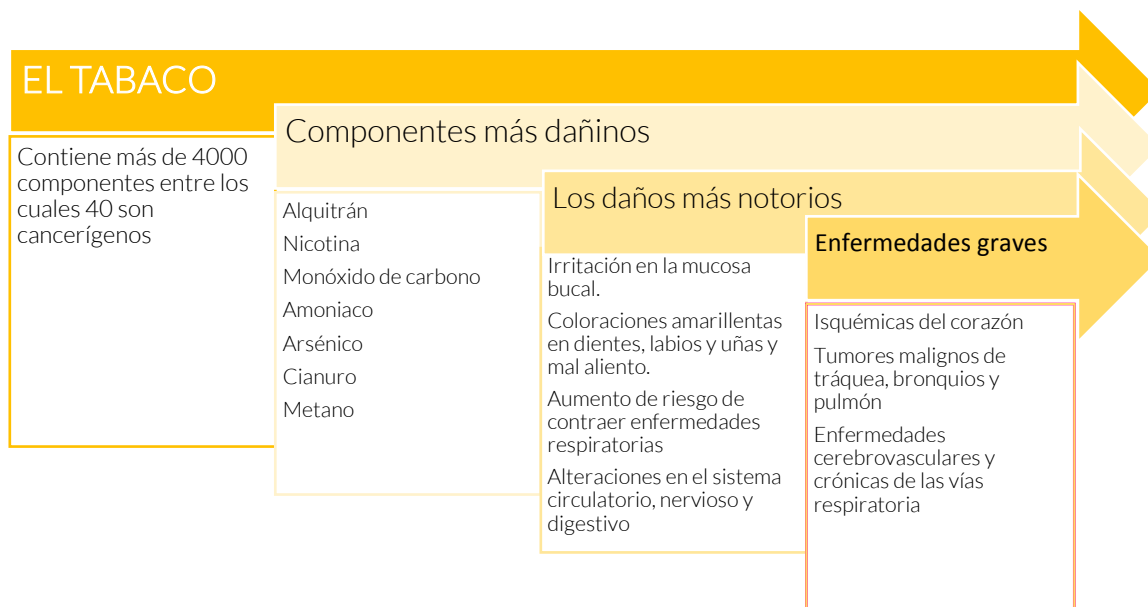 EL TABACO
Contiene más de 4000
componentes entre los
cuales 40 son
cancerígenos
Componentes más dañinos
Alquitrán
Nicotina
Monóxido de carbono
Amoniaco
Arsénico
Cianuro
Metano
Los daños más notorios
Irritación en la mucosa
bucal.
Coloraciones amarillentas
en dientes, labios y uñas y
mal aliento.
Aumento de riesgo de
contraer enfermedades
respiratorias
Alteraciones en el sistema
circulatorio, nervioso y
digestivo
Enfermedades graves
Isquémicas del corazón
Tumores malignos de
tráquea, bronquios y
pulmón
Enfermedades
cerebrovasculares y
crónicas de las vías
respiratoria